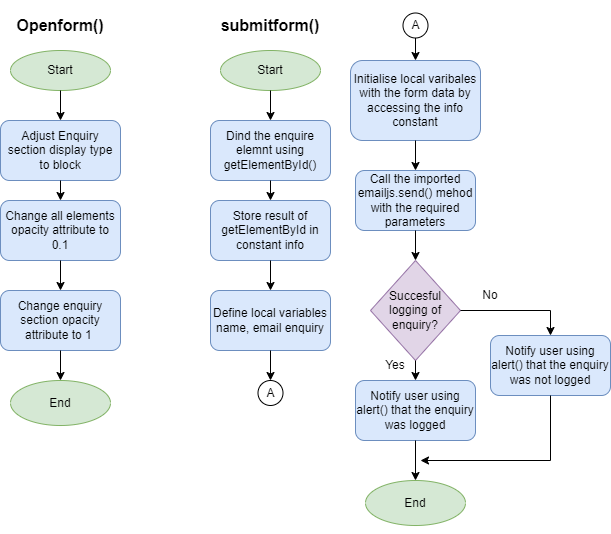 Openform()
Start
Adjust Enquiry
section display type
to block
Change all elements
opacity attribute to
0.1
Change enquiry
section opacity
attribute to 1
End
submitform()
Start
Dind the enquire
elemnt using
getElementById()
Store result of
getElementById in
constant info
Define local variables
name, email enquiry
A
A
Initialise local varibales
with the form data by
accessing the info
constant
Call the imported
emailjs.send() mehod
with the required
parameters
Succesful
logging of
enquiry?
No
Yes
Notify user using
alert() that the enquiry
was not logged
Notify user using
alert() that the enquiry
was logged
End